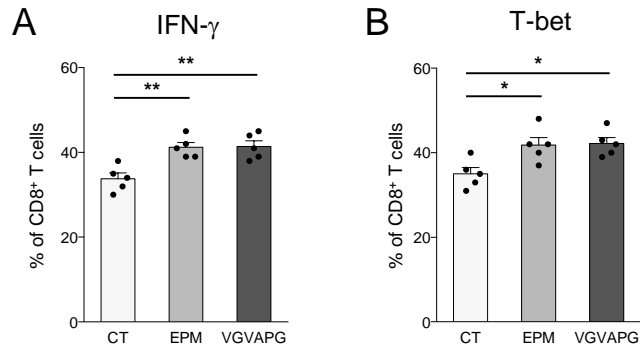 A
IFN-γ
% of CD8⁺ T cells
60
40
20
0
**
**
CT
EPM
VGVAPG
B
T-bet
% of CD8⁺ T cells
60
40
20
0
*
*
CT
EPM
VGVAPG